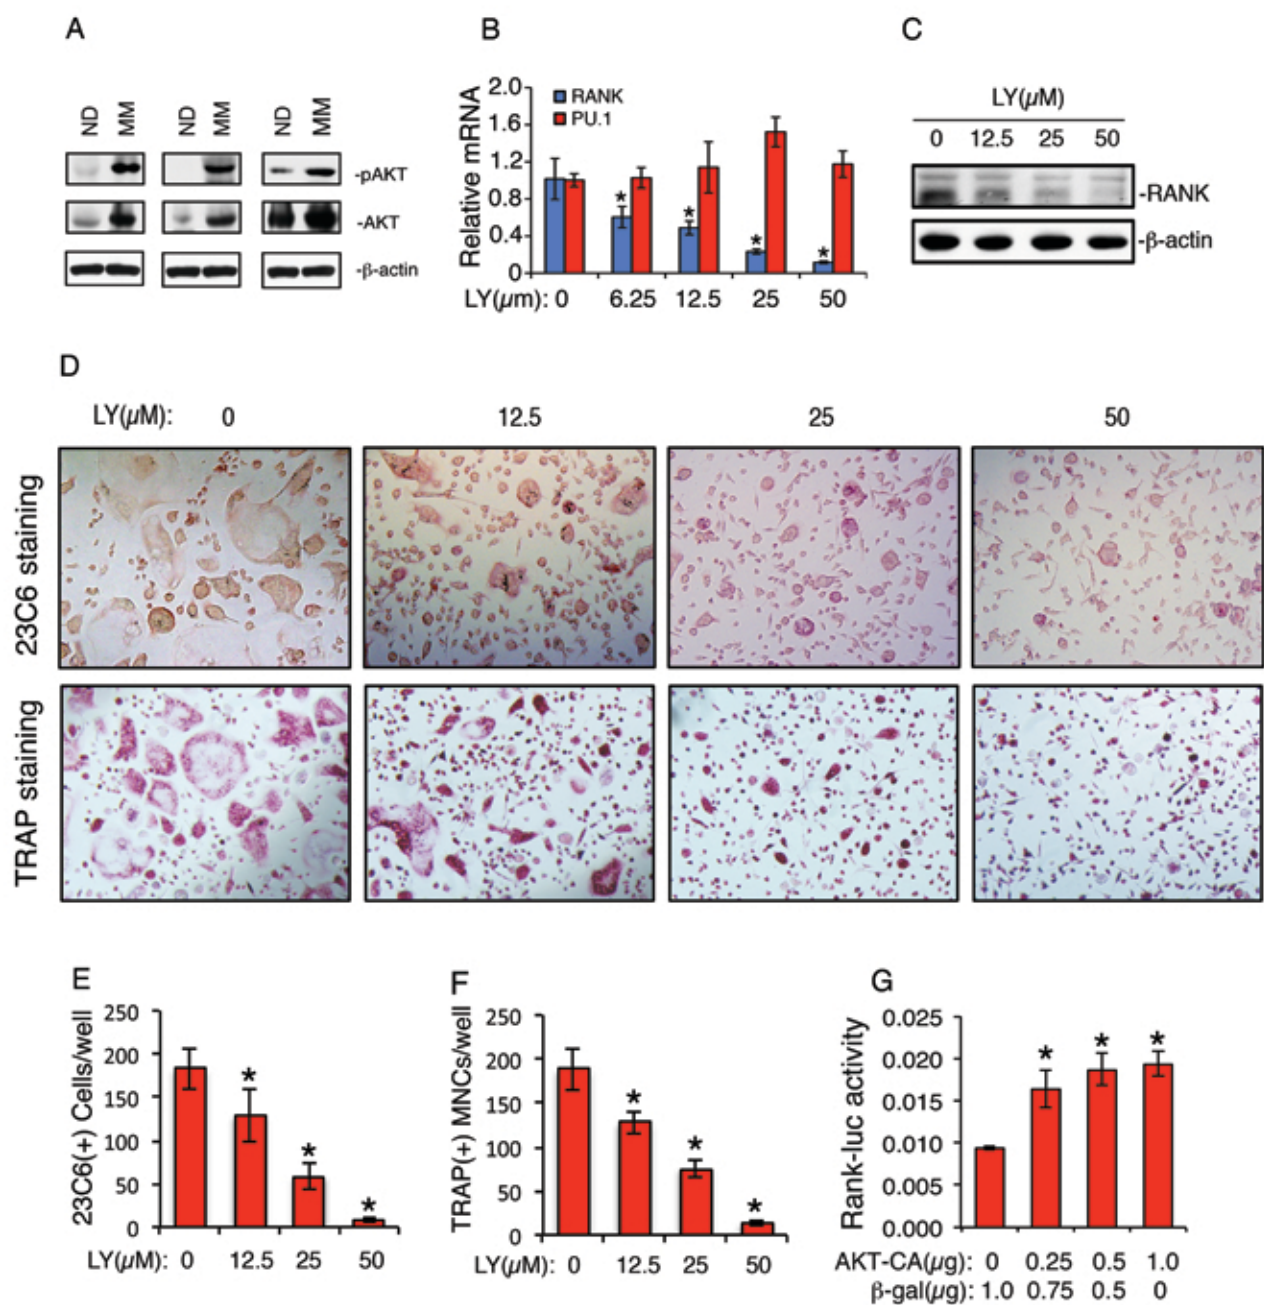 A
ND MM ND MM ND MM
-pAKT
-AKT
-β-actin
B
Relative mRNA
2.0
1.6
1.2
0.8
0.4
0
RANK
PU.1
* * * *
LY(μm): 0 6.25 12.5 25 50
C
LY(μM)
0 12.5 25 50
-RANK
-β-actin
D
LY(μM): 0 12.5 25 50
23C6 staining
TRAP staining
E
23C6(+) Cells/well
250
200
150
100
50
0
* * *
LY(μM): 0 12.5 25 50
F
TRAP(+) MNCs/well
250
200
150
100
50
0
* * *
LY(μM): 0 12.5 25 50
G
Rank-luc activity
0.025
0.020
0.015
0.010
0.005
0.000
* * *
AKT-CA(μg): 0 0.25 0.5 1.0
β-gal(μg): 1.0 0.75 0.5 0